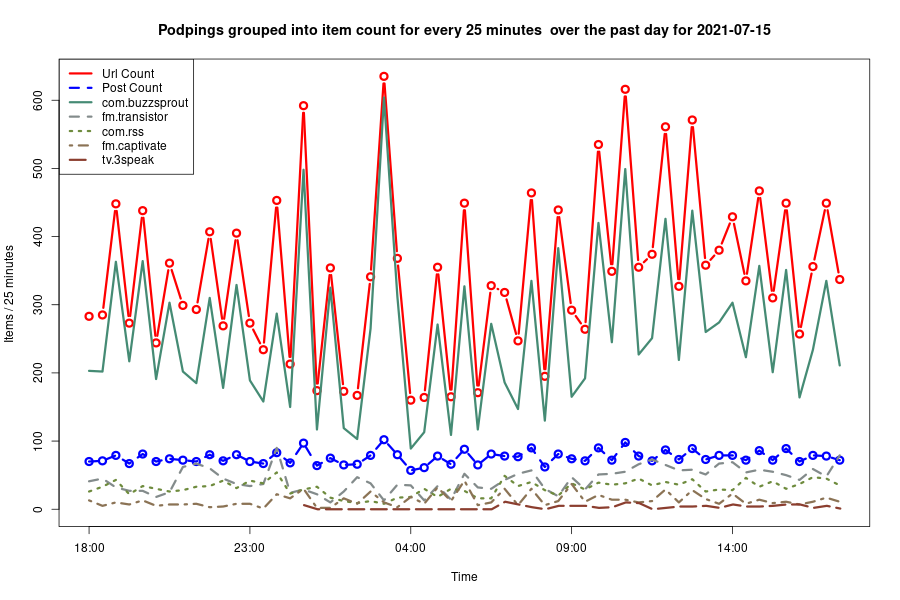 Podpings grouped into item count for every 25 minutes  over the past day for 2021-07-15
Url Count
Post Count
com.buzzsprout
fm.transistor
com.rss
fm.captivate
tv.3speak
Items / 25 minutes
600
500
400
300
200
100
0
18:00 23:00 04:00 09:00 14:00
Time